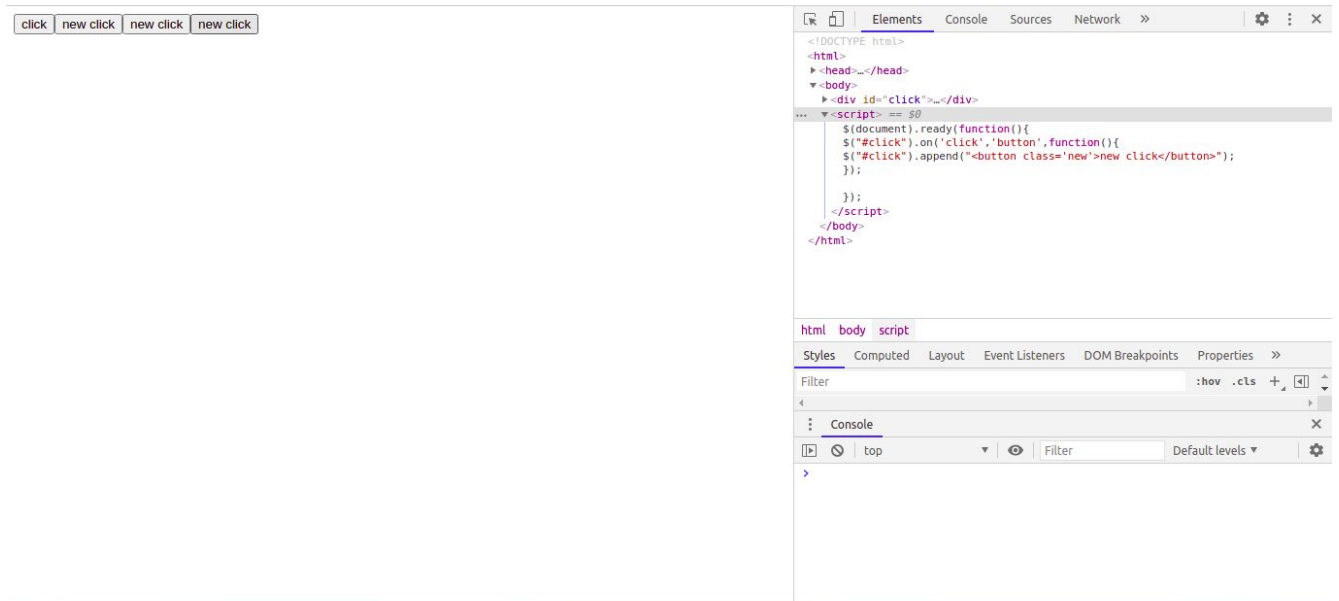 click new click new click new click
Elements Console Sources Network »
<!DOCTYPE html>
<html>
<head>…</head>
<body>
<div id="click">…</div>
… <script> == $0
$(document).ready(function(){
$("#click").on('click','button',function(){
$("#click").append("<button class='new'>new click</button>");
});
});
</script>
</body>
</html>
html body script
Styles Computed Layout Event Listeners DOM Breakpoints Properties »
Filter :hov .cls +
Console
top Filter Default levels
>